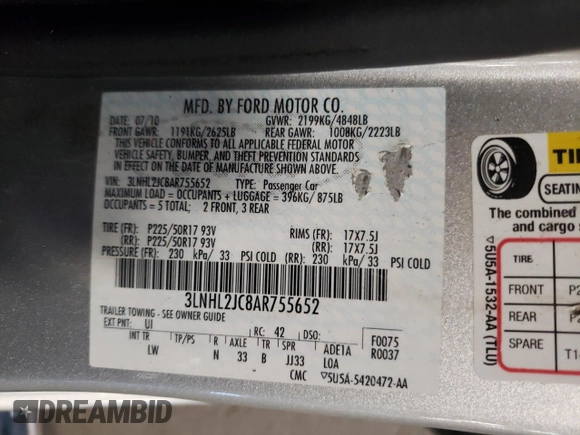 MFD. BY FORD MOTOR CO.
DATE: 07/10 GVWR: 2199KG/4848LB
FRONT GAWR: 1191KG/2625LB REAR GAWR: 1008KG/2223LB
THIS VEHICLE CONFORMS TO ALL APPLICABLE FEDERAL MOTOR
VEHICLE SAFETY, BUMPER, AND THEFT PREVENTION STANDARDS
IN EFFECT ON THE DATE OF MANUFACTURE SHOWN ABOVE.
VIN: 3LNHL2JC8AR755652 TYPE: Passenger Car
MAXIMUM LOAD = OCCUPANTS + LUGGAGE = 396KG/ 875LB
OCCUPANTS = 5 TOTAL: 2 FRONT, 3 REAR
TIRE (FR): P225/50R17 93V RIMS (FR): 17X7.5J
(RR): P225/50R17 93V (RR): 17X7.5J
PRESSURE (FR): 230 kPa/ 33 PSI COLD (RR): 230 kPa/ 33 PSI COLD
3LNHL2JC8AR755652
TRAILER TOWING - SEE OWNER GUIDE
EXT PNT: UI RC: 42 DSO: F0075
INT TR TP/PS R AXLE TR SPR ADE1A R0037
LW N 33 B JJ33 LOA
CMC ▽5U5A-5420472-AA
TI
SEATING
The combined
and cargo s
TIRE
FRONT P2
REAR
SPARE T1
▽5U5A-1532-AA (TLU)
DREAMBID